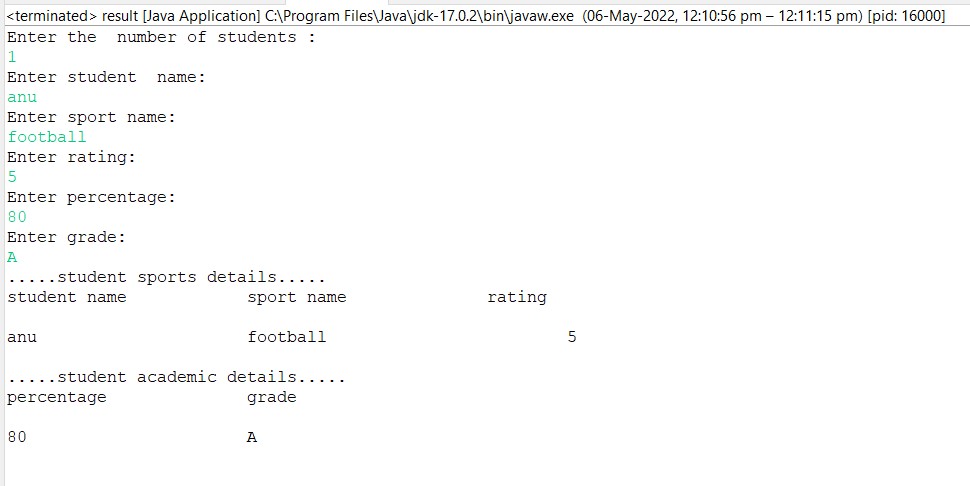 <terminated> result [Java Application] C:\Program Files\Java\jdk-17.0.2\bin\javaw.exe  (06-May-2022, 12:10:56 pm – 12:11:15 pm) [pid: 16000]
Enter the  number of students :
1
Enter student  name:
anu
Enter sport name:
football
Enter rating:
5
Enter percentage:
80
Enter grade:
A
.....student sports details.....
student name            sport name              rating
anu                     football                        5
.....student academic details.....
percentage              grade
80                      A